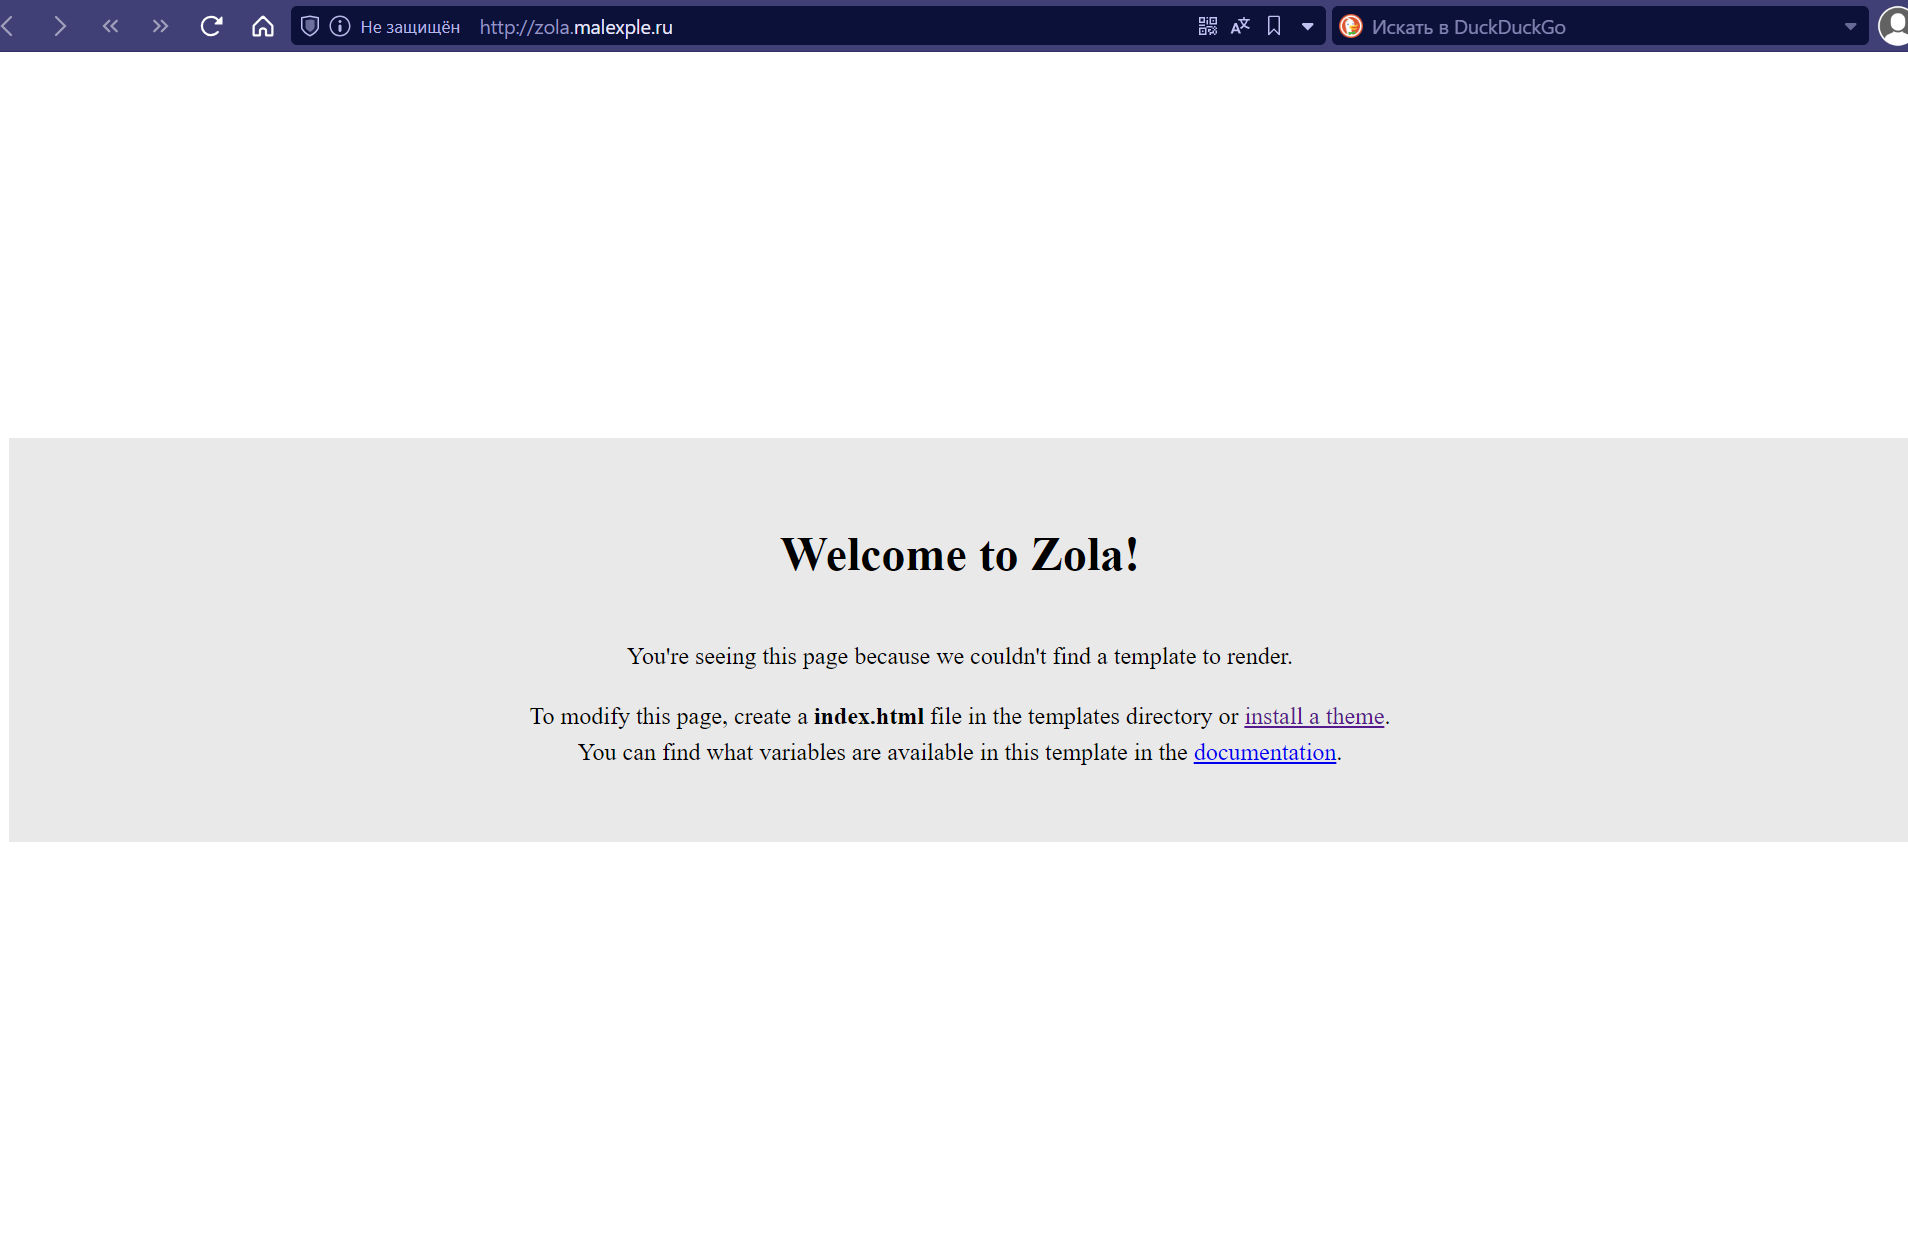 Не защищён http://zola.malexple.ru Искать в DuckDuckGo
Welcome to Zola!
You're seeing this page because we couldn't find a template to render.
To modify this page, create a index.html file in the templates directory or install a theme.
You can find what variables are available in this template in the documentation.